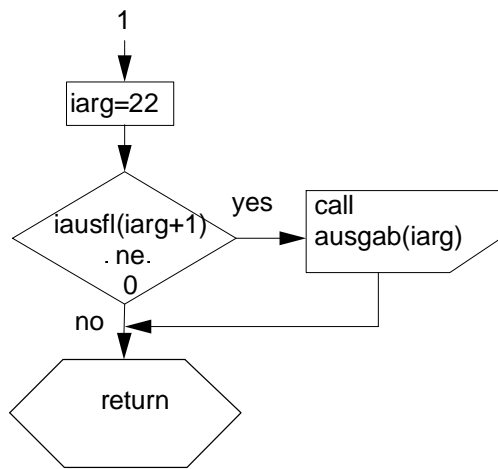 1
iarg=22
iausfl(iarg+1)
.ne.
0
yes
call
ausgab(iarg)
no
return